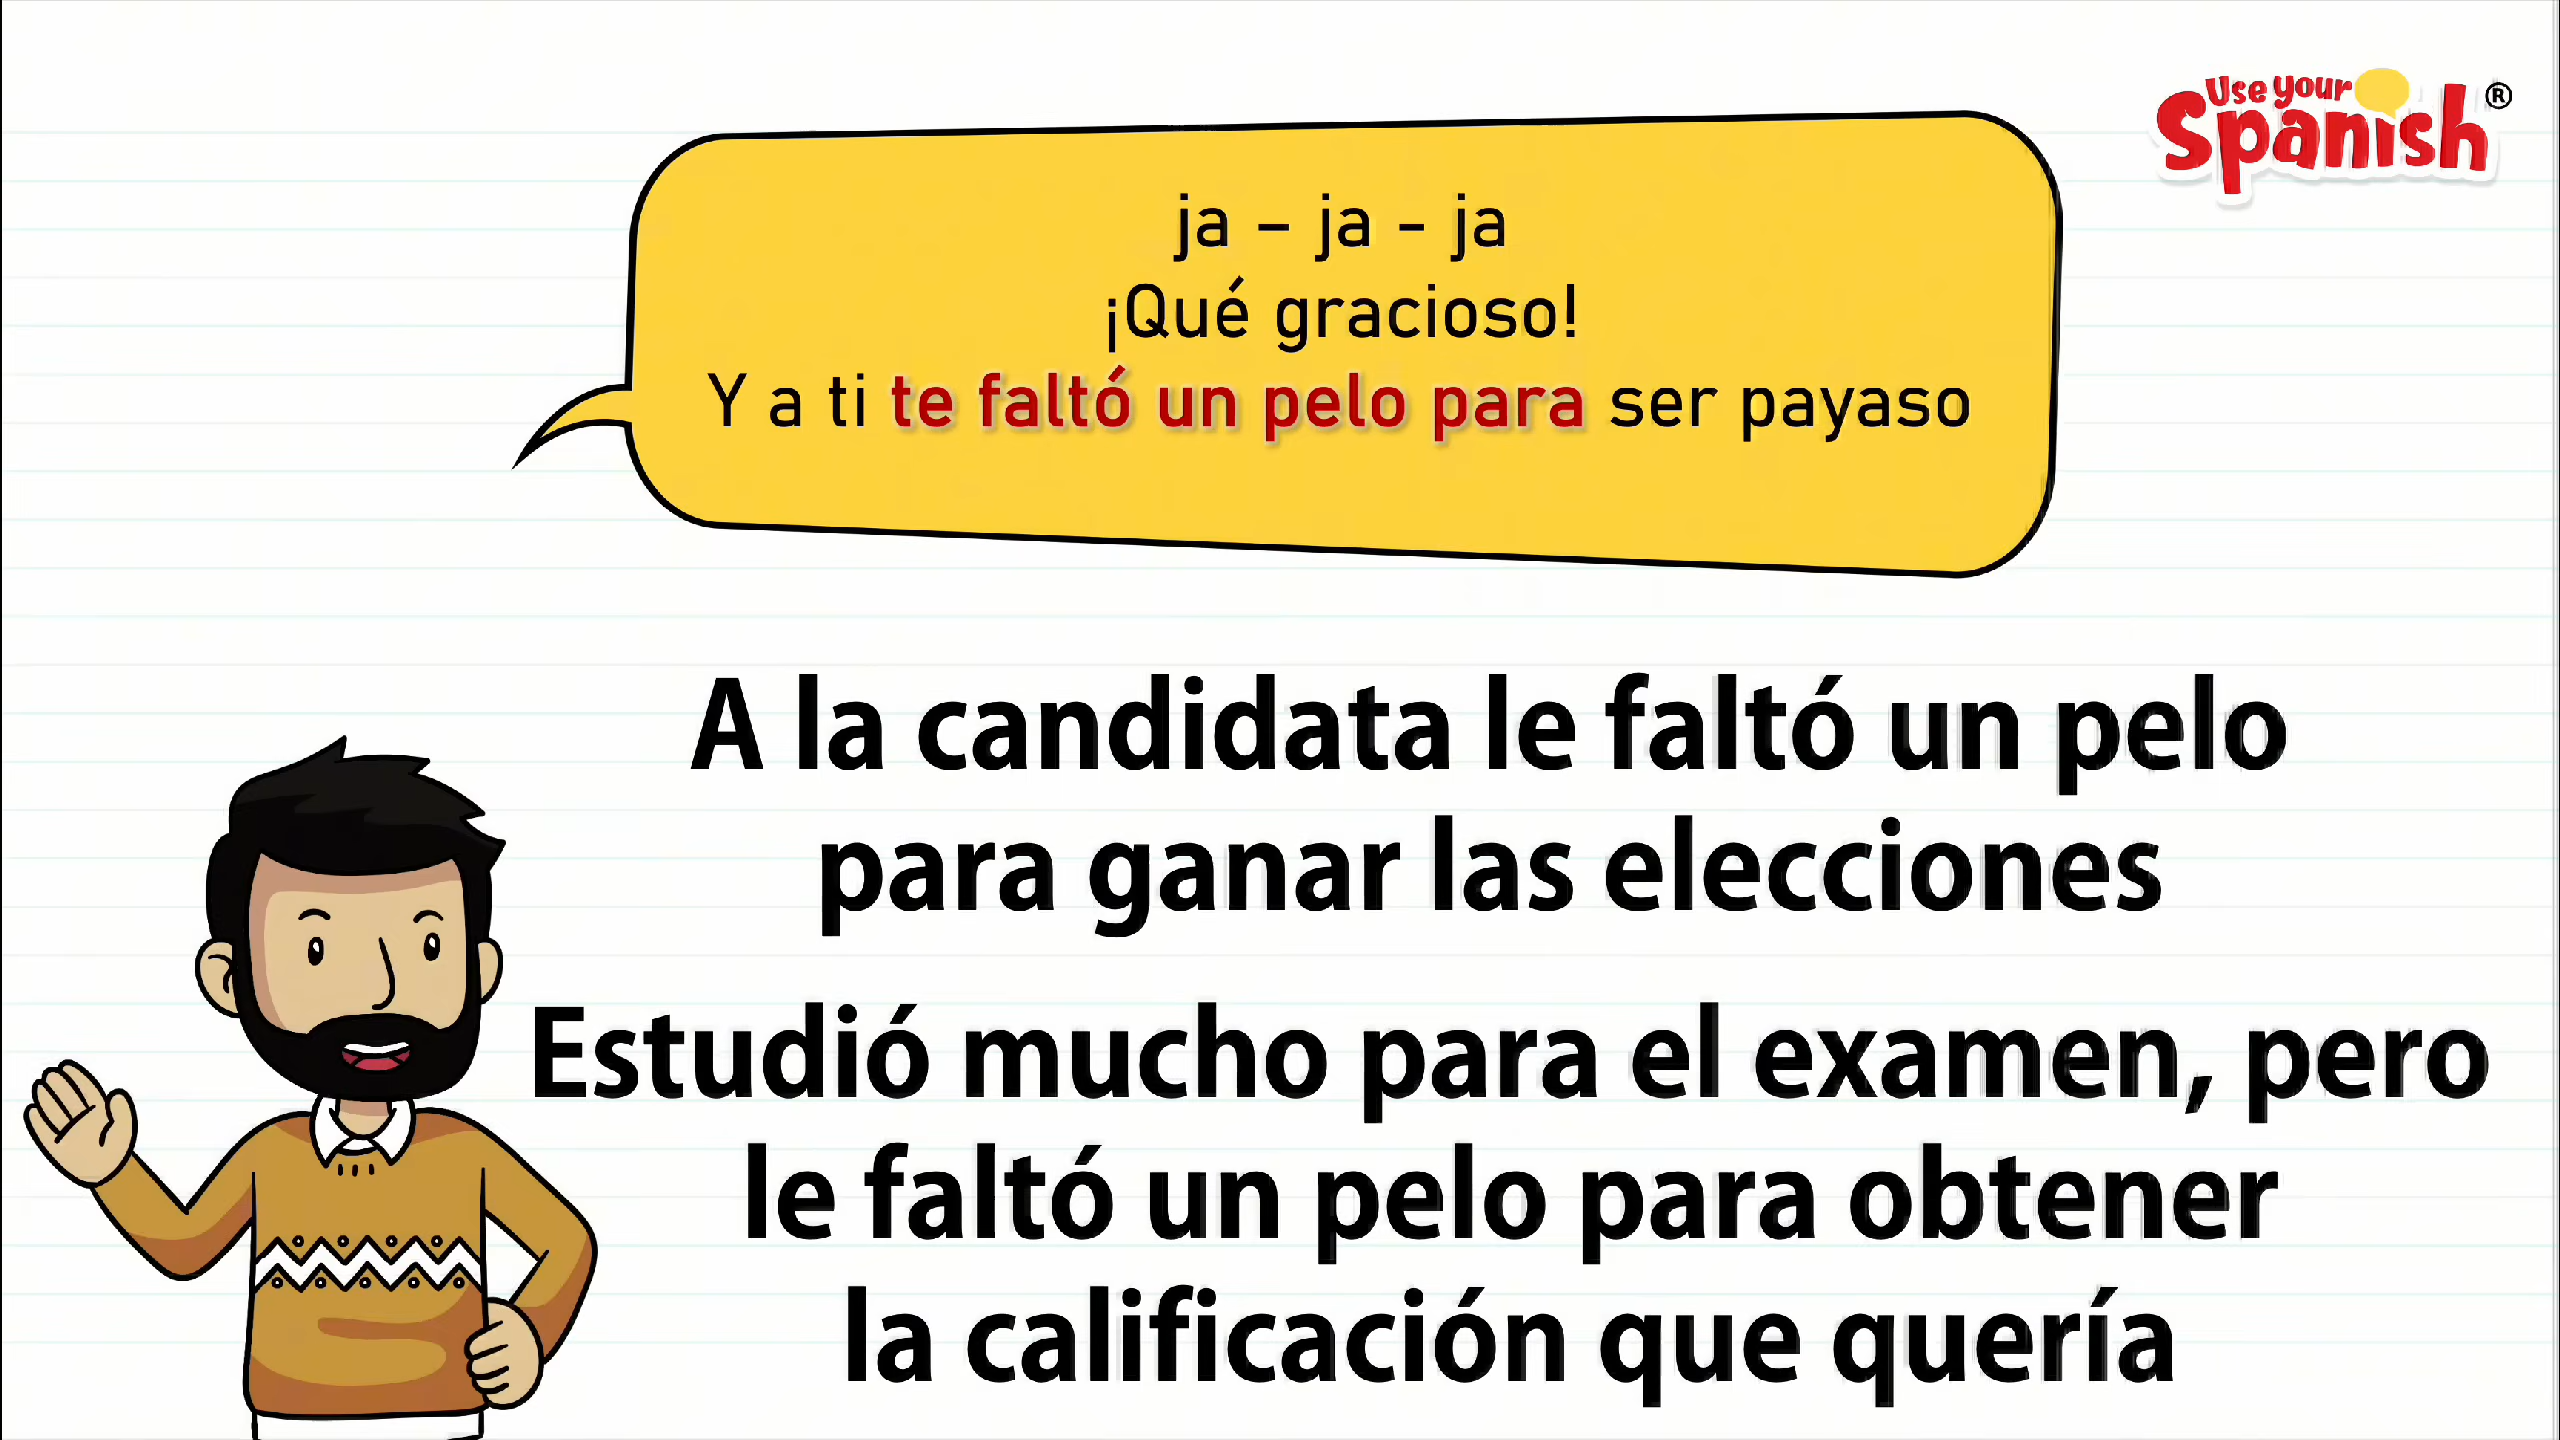 Use your
Spanish®
ja – ja - ja
¡Qué gracioso!
Y a ti te faltó un pelo para ser payaso
A la candidata le faltó un pelo
para ganar las elecciones
Estudió mucho para el examen, pero
le faltó un pelo para obtener
la calificación que quería